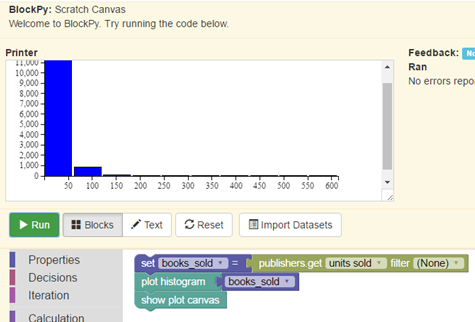 BlockPy: Scratch Canvas
Welcome to BlockPy. Try running the code below.
Printer
Feedback:
Ran
No errors repo
11,000
10,000
9,000
8,000
7,000
6,000
5,000
4,000
3,000
2,000
1,000
0
50 100 150 200 250 300 350 400 450 500 550 600
Run Blocks Text Reset Import Datasets
Properties
Decisions
Iteration
Calculation
set books_sold = publishers.get units sold filter (None)
plot histogram books_sold
show plot canvas